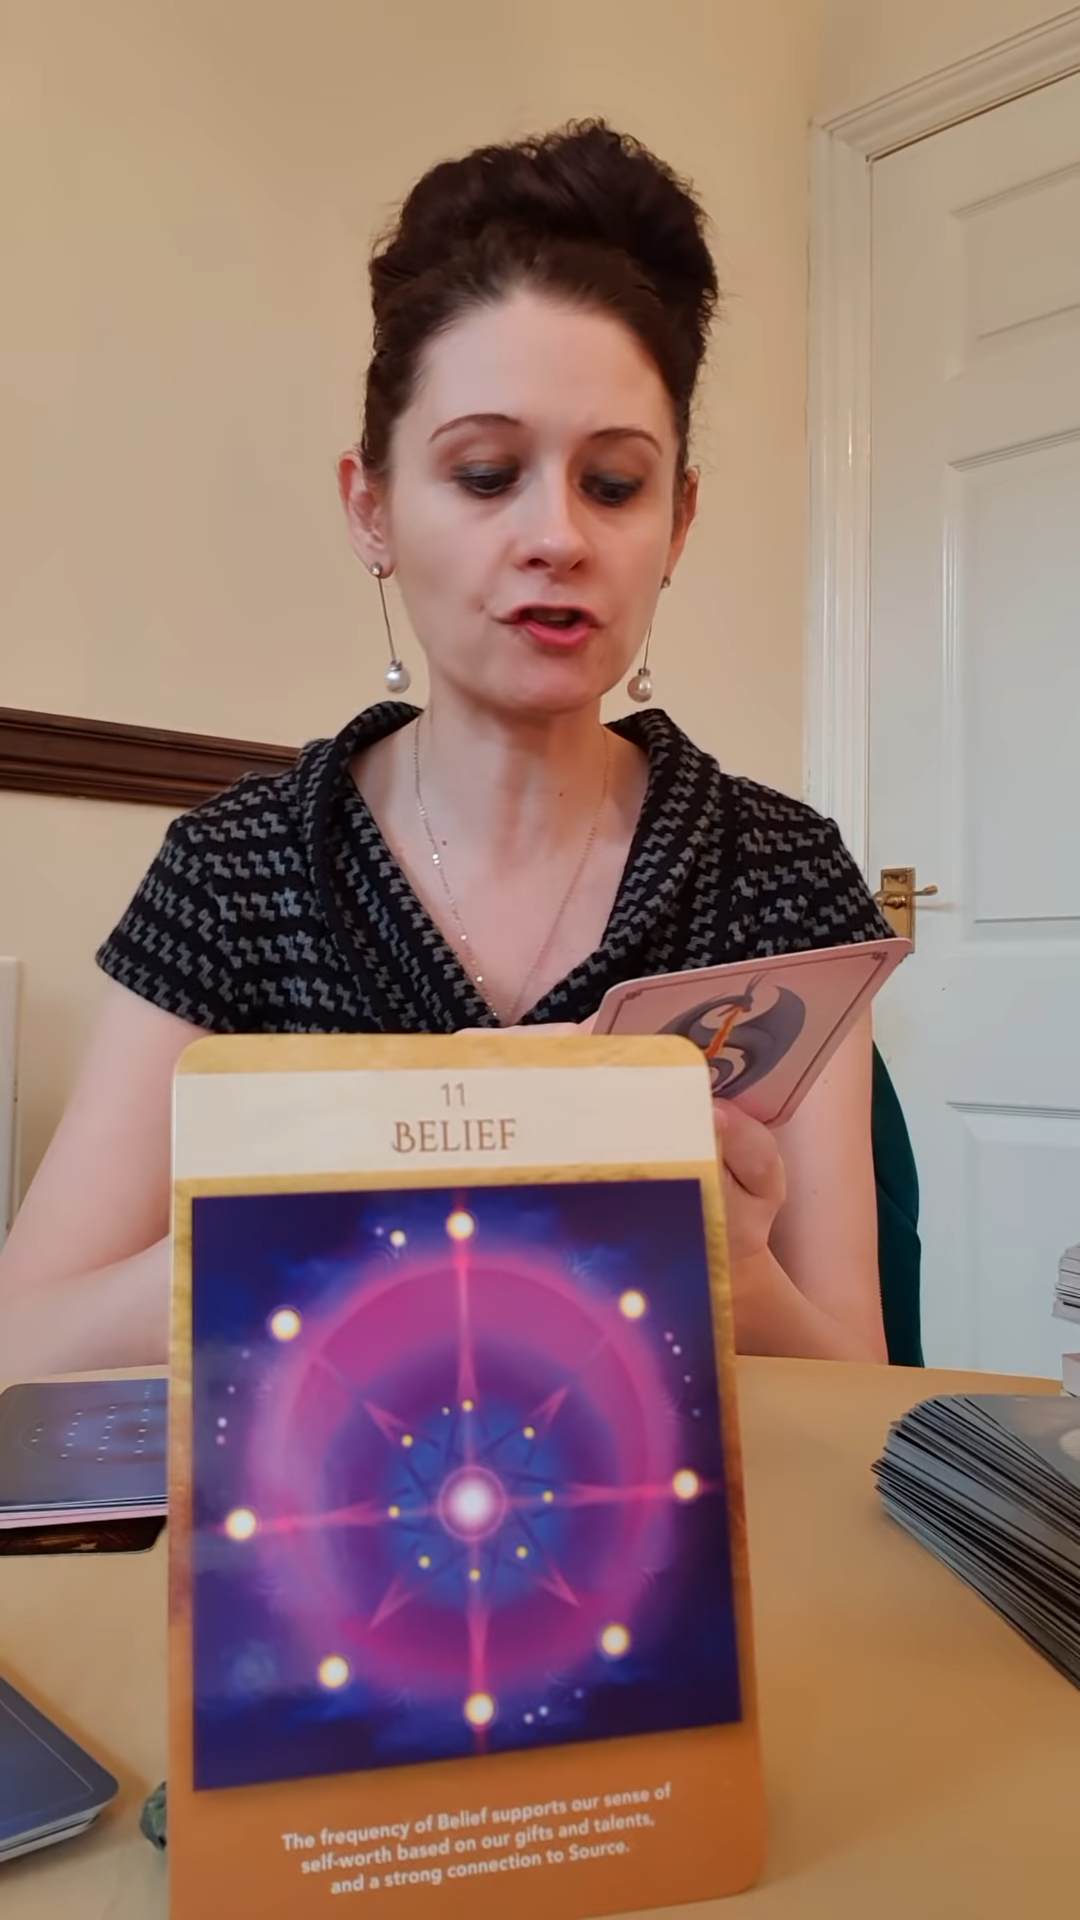 11
BELIEF
The frequency of Belief supports our sense of
self-worth based on our gifts and talents,
and a strong connection to Source.